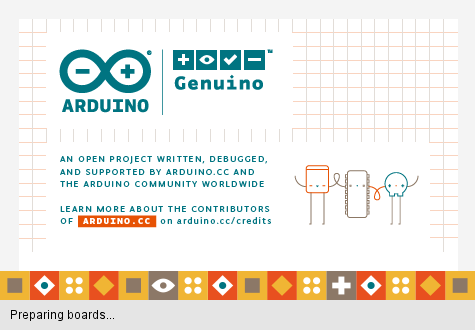 ARDUINO
Genuino
AN OPEN PROJECT WRITTEN, DEBUGGED,
AND SUPPORTED BY ARDUINO.CC AND
THE ARDUINO COMMUNITY WORLDWIDE
LEARN MORE ABOUT THE CONTRIBUTORS
OF ARDUINO.CC on arduino.cc/credits
Preparing boards...